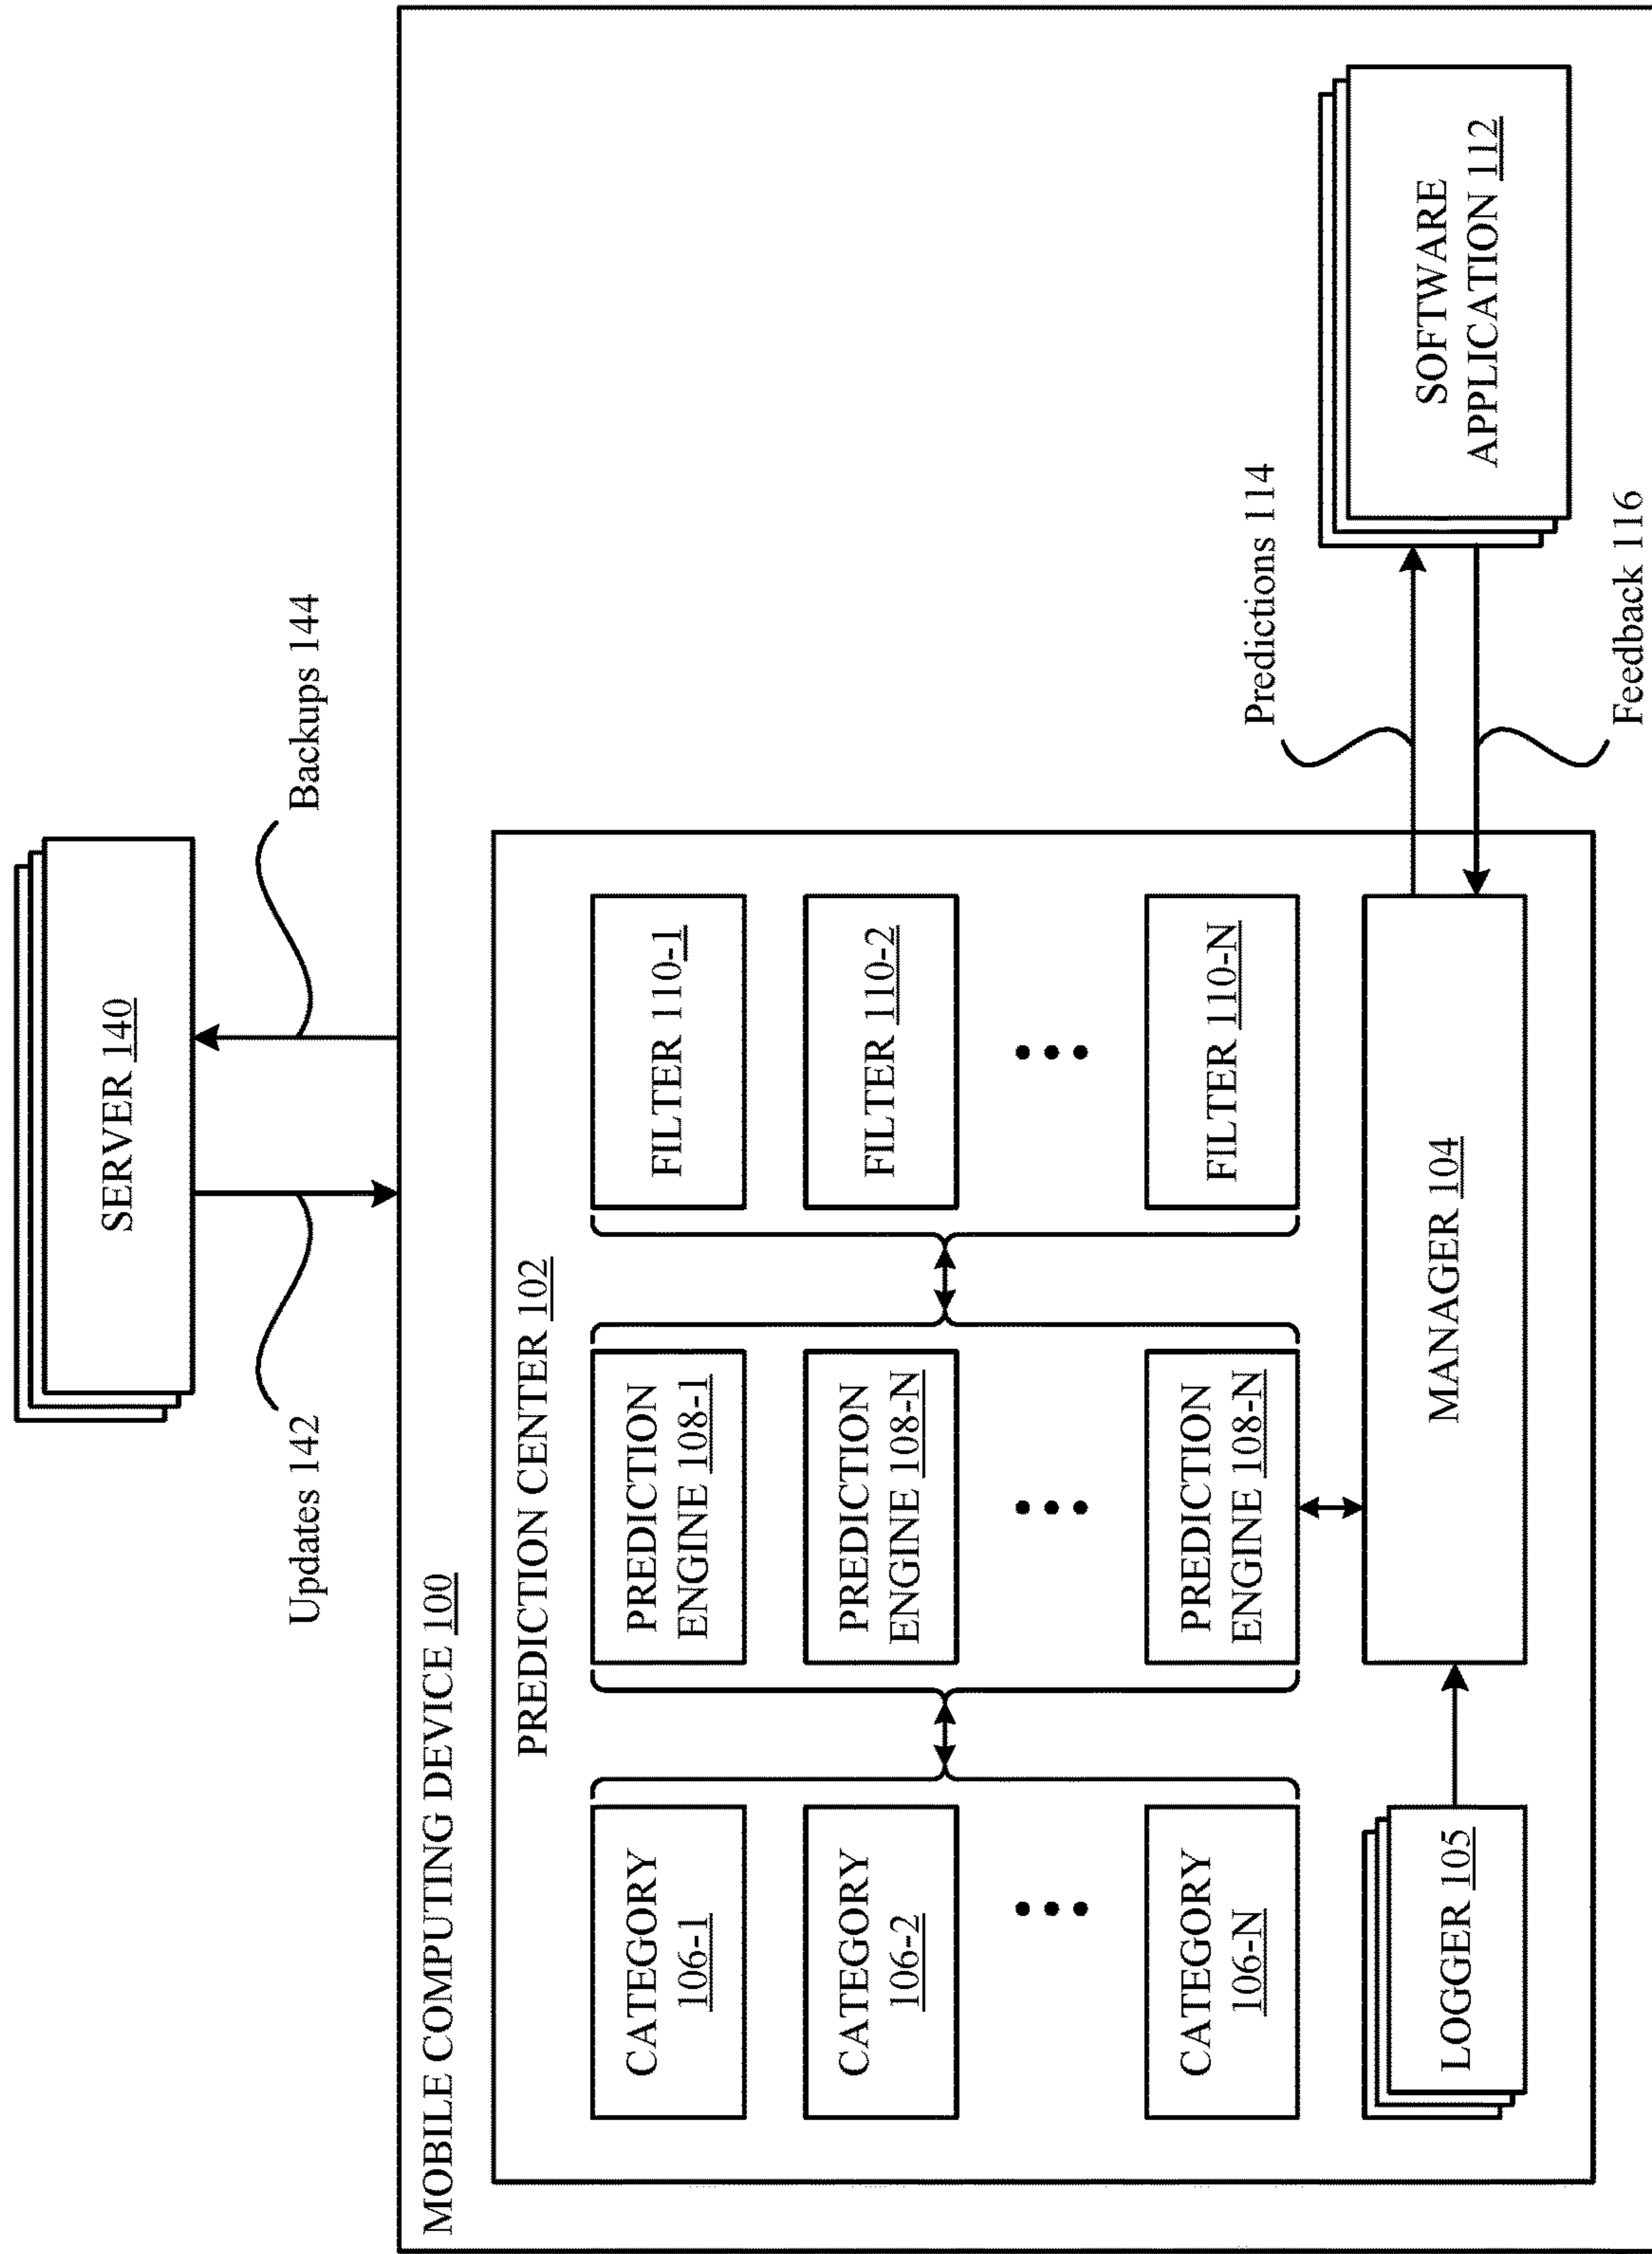 SERVER 140
Updates 142
Backups 144
MOBILE COMPUTING DEVICE 100
PREDICTION CENTER 102
CATEGORY
106-1
PREDICTION
ENGINE 108-1
FILTER 110-1
CATEGORY
106-2
PREDICTION
ENGINE 108-N
FILTER 110-2
CATEGORY
106-N
PREDICTION
ENGINE 108-N
FILTER 110-N
LOGGER 105
MANAGER 104
Predictions 114
Feedback 116
SOFTWARE
APPLICATION 112